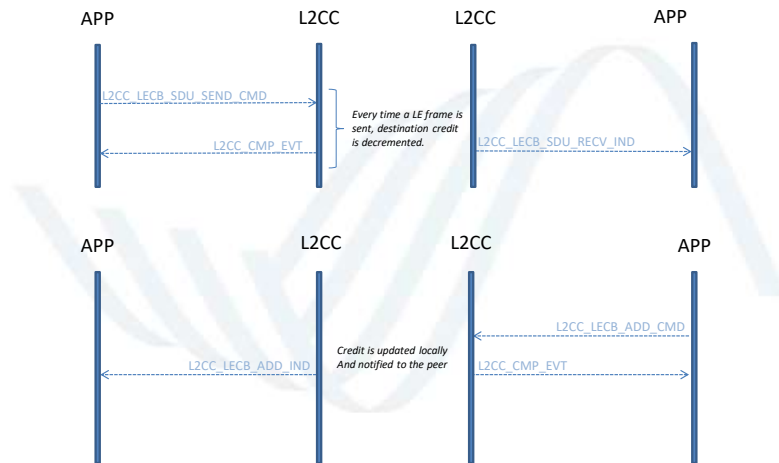 APP L2CC L2CC APP
L2CC_LECB_SDU_SEND_CMD
Every time a LE frame is
sent, destination credit
is decremented.
L2CC_CMP_EVT
L2CC_LECB_SDU_RECV_IND
APP L2CC L2CC APP
L2CC_LECB_ADD_CMD
Credit is updated locally
And notified to the peer
L2CC_LECB_ADD_IND
L2CC_CMP_EVT